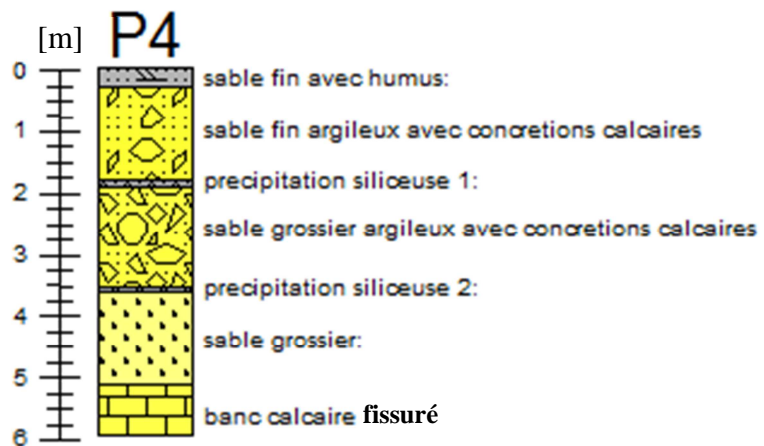 [m] P4
0
sable fin avec humus:
1
sable fin argileux avec concretions calcaires
precipitation siliceuse 1:
2
sable grossier argileux avec concretions calcaires
3
precipitation siliceuse 2:
4
sable grossier:
5
banc calcaire fissuré
6